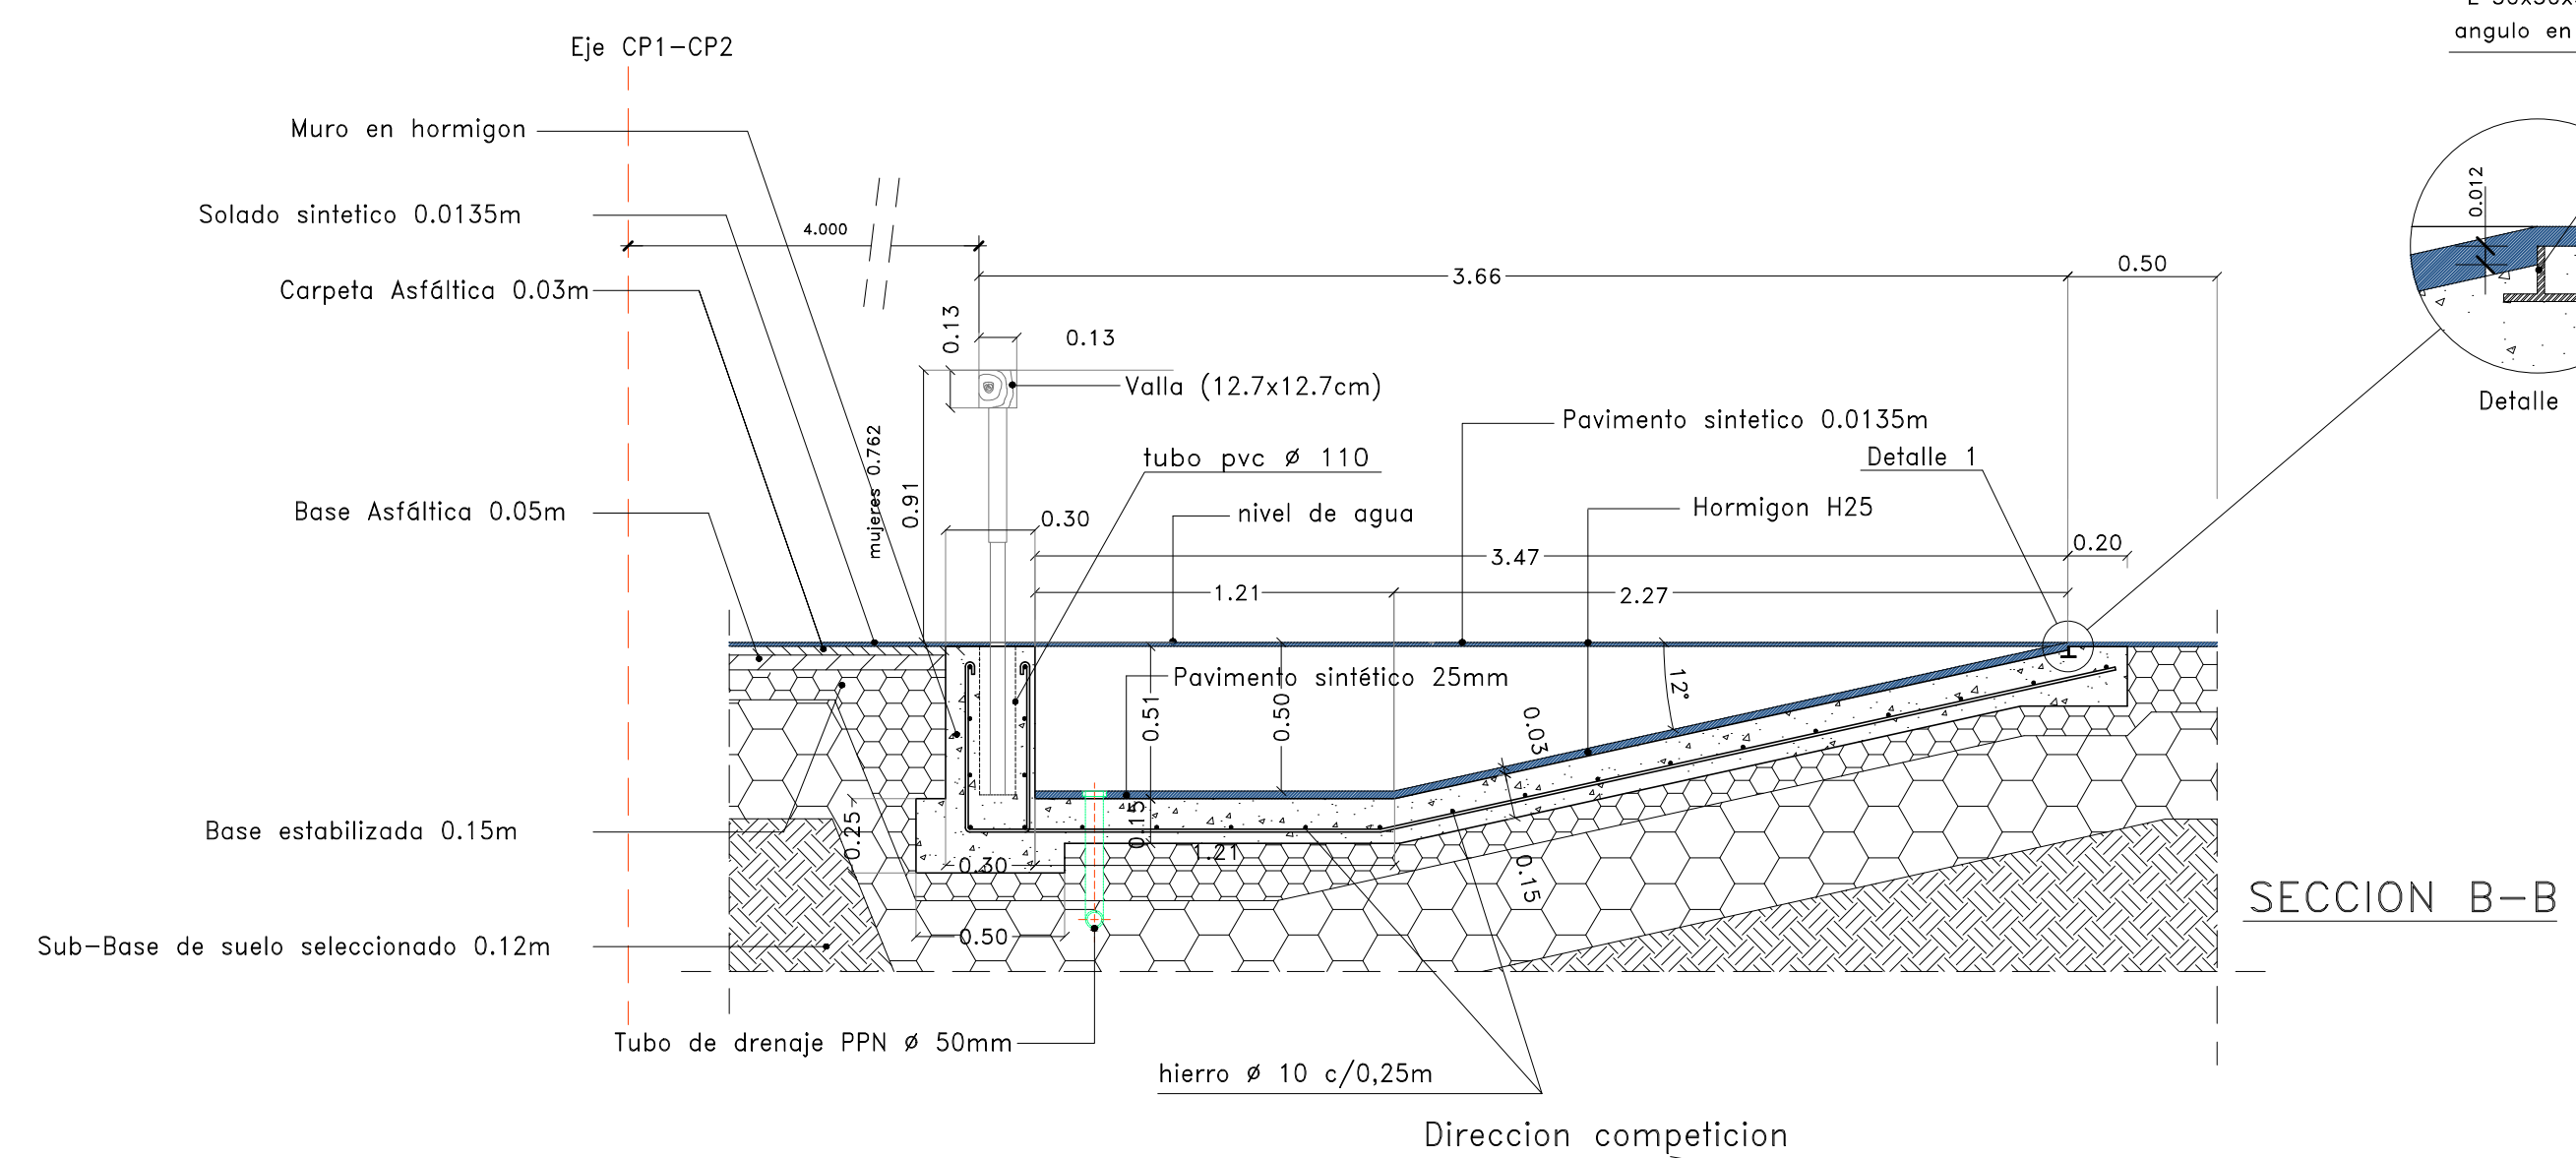 Eje CP1-CP2
angulo en
Muro en hormigon
Solado sintetico 0.0135m
4.000
0.012
3.66
0.50
Carpeta Asfáltica 0.03m
0.13
0.13
Valla (12.7x12.7cm)
Detalle
Pavimento sintetico 0.0135m
mujeres 0.762
0.91
tubo pvc ø 110
Detalle 1
Base Asfáltica 0.05m
0.30
nivel de agua
Hormigon H25
3.47
0.20
1.21
2.27
Pavimento sintético 25mm
0.51
0.50
12°
0.03
Base estabilizada 0.15m
0.25
0.15
1.21
0.30
0.15
SECCION B-B
Sub-Base de suelo seleccionado 0.12m
0.50
Tubo de drenaje PPN ø 50mm
hierro ø 10 c/0,25m
Direccion competicion